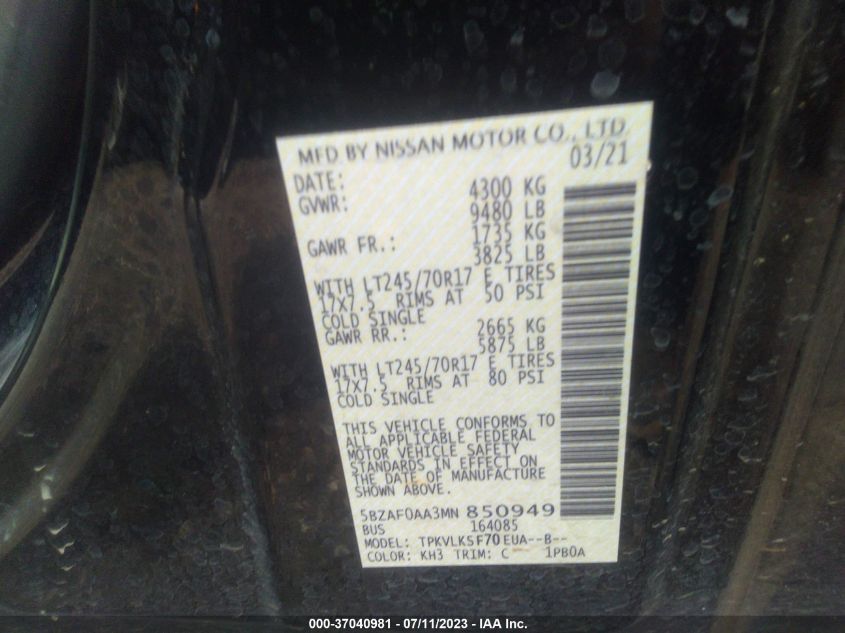 MFD BY NISSAN MOTOR CO., LTD
DATE: 03/21
GVWR: 4300 KG
9480 LB
GAWR FR.: 1735 KG
3825 LB
WITH LT245/70R17 E TIRES
17X7.5 RIMS AT 50 PSI
COLD SINGLE
GAWR RR.: 2665 KG
5875 LB
WITH LT245/70R17 E TIRES
17X7.5 RIMS AT 80 PSI
COLD SINGLE
THIS VEHICLE CONFORMS TO
ALL APPLICABLE FEDERAL
MOTOR VEHICLE SAFETY
STANDARDS IN EFFECT ON
THE DATE OF MANUFACTURE
SHOWN ABOVE.
5BZAF0AA3MN 850949
BUS 164085
MODEL: TPKVLKSF70EUA--B--
COLOR: KH3 TRIM: C 1PB0A
000-37040981 - 07/11/2023 - IAA Inc.